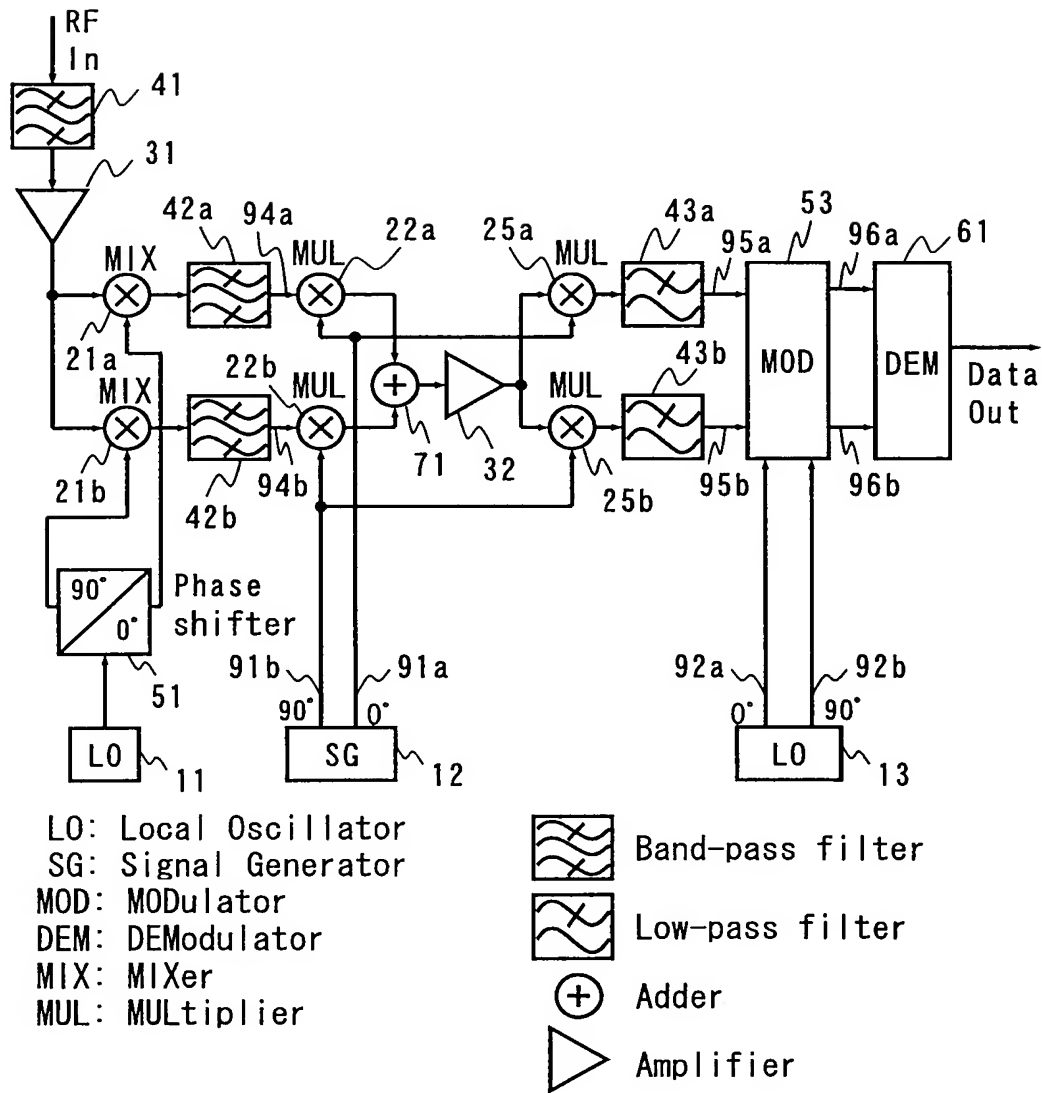 RF
In
41
31
42a
94a
22a
25a
43a
95a
53
96a
61
MIX
MUL
MUL
21a
MIX
22b
MUL
MUL
43b
MOD
DEM
Data
Out
21b
42b
94b
71
32
25b
95b
96b
90°
0°
Phase
shifter
51
91b
91a
92a
92b
90°
0°
0°
90°
LO
11
SG
12
LO
13
LO: Local Oscillator
SG: Signal Generator
MOD: MODulator
DEM: DEModulator
MIX: MIXer
MUL: MULtiplier
Band-pass filter
Low-pass filter
Adder
Amplifier